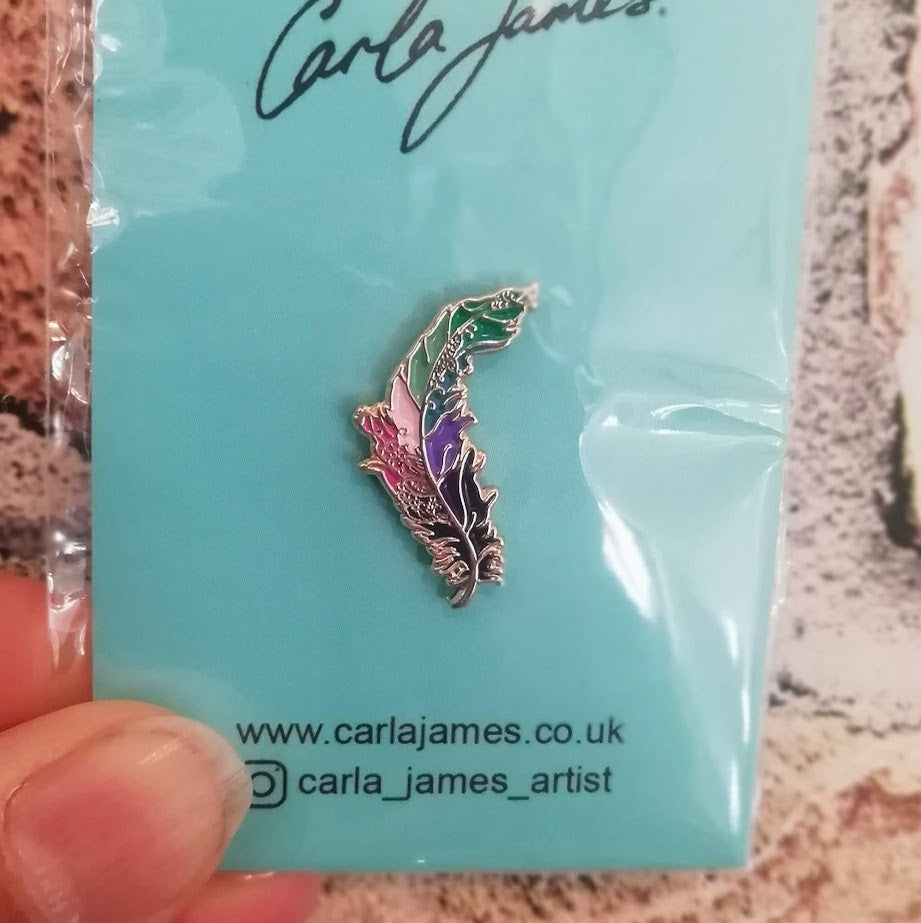 Carla James.
www.carlajames.co.uk
carla_james_artist